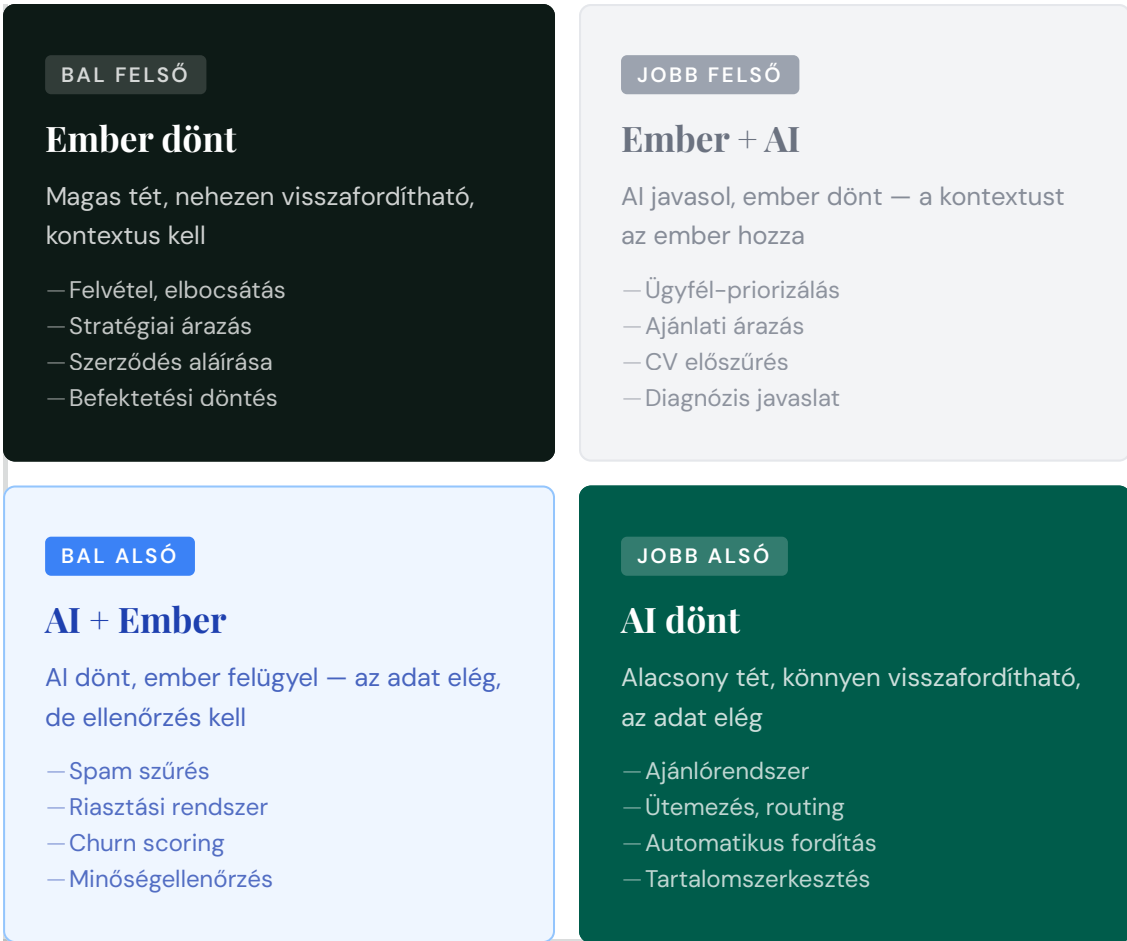 BAL FELSŐ
Ember dönt
Magas tét, nehezen visszafordítható,
kontextus kell
—Felvétel, elbocsátás
—Stratégiai árazás
—Szerződés aláírása
—Befektetési döntés
JOBB FELSŐ
Ember + AI
AI javasol, ember dönt — a kontextust
az ember hozza
—Ügyfél-priorizálás
—Ajánlati árazás
—CV előszűrés
—Diagnózis javaslat
BAL ALSÓ
AI + Ember
AI dönt, ember felügyel — az adat elég,
de ellenőrzés kell
—Spam szűrés
—Riasztási rendszer
—Churn scoring
—Minőségellenőrzés
JOBB ALSÓ
AI dönt
Alacsony tét, könnyen visszafordítható,
az adat elég
—Ajánlórendszer
—Ütemezés, routing
—Automatikus fordítás
—Tartalomszerkesztés